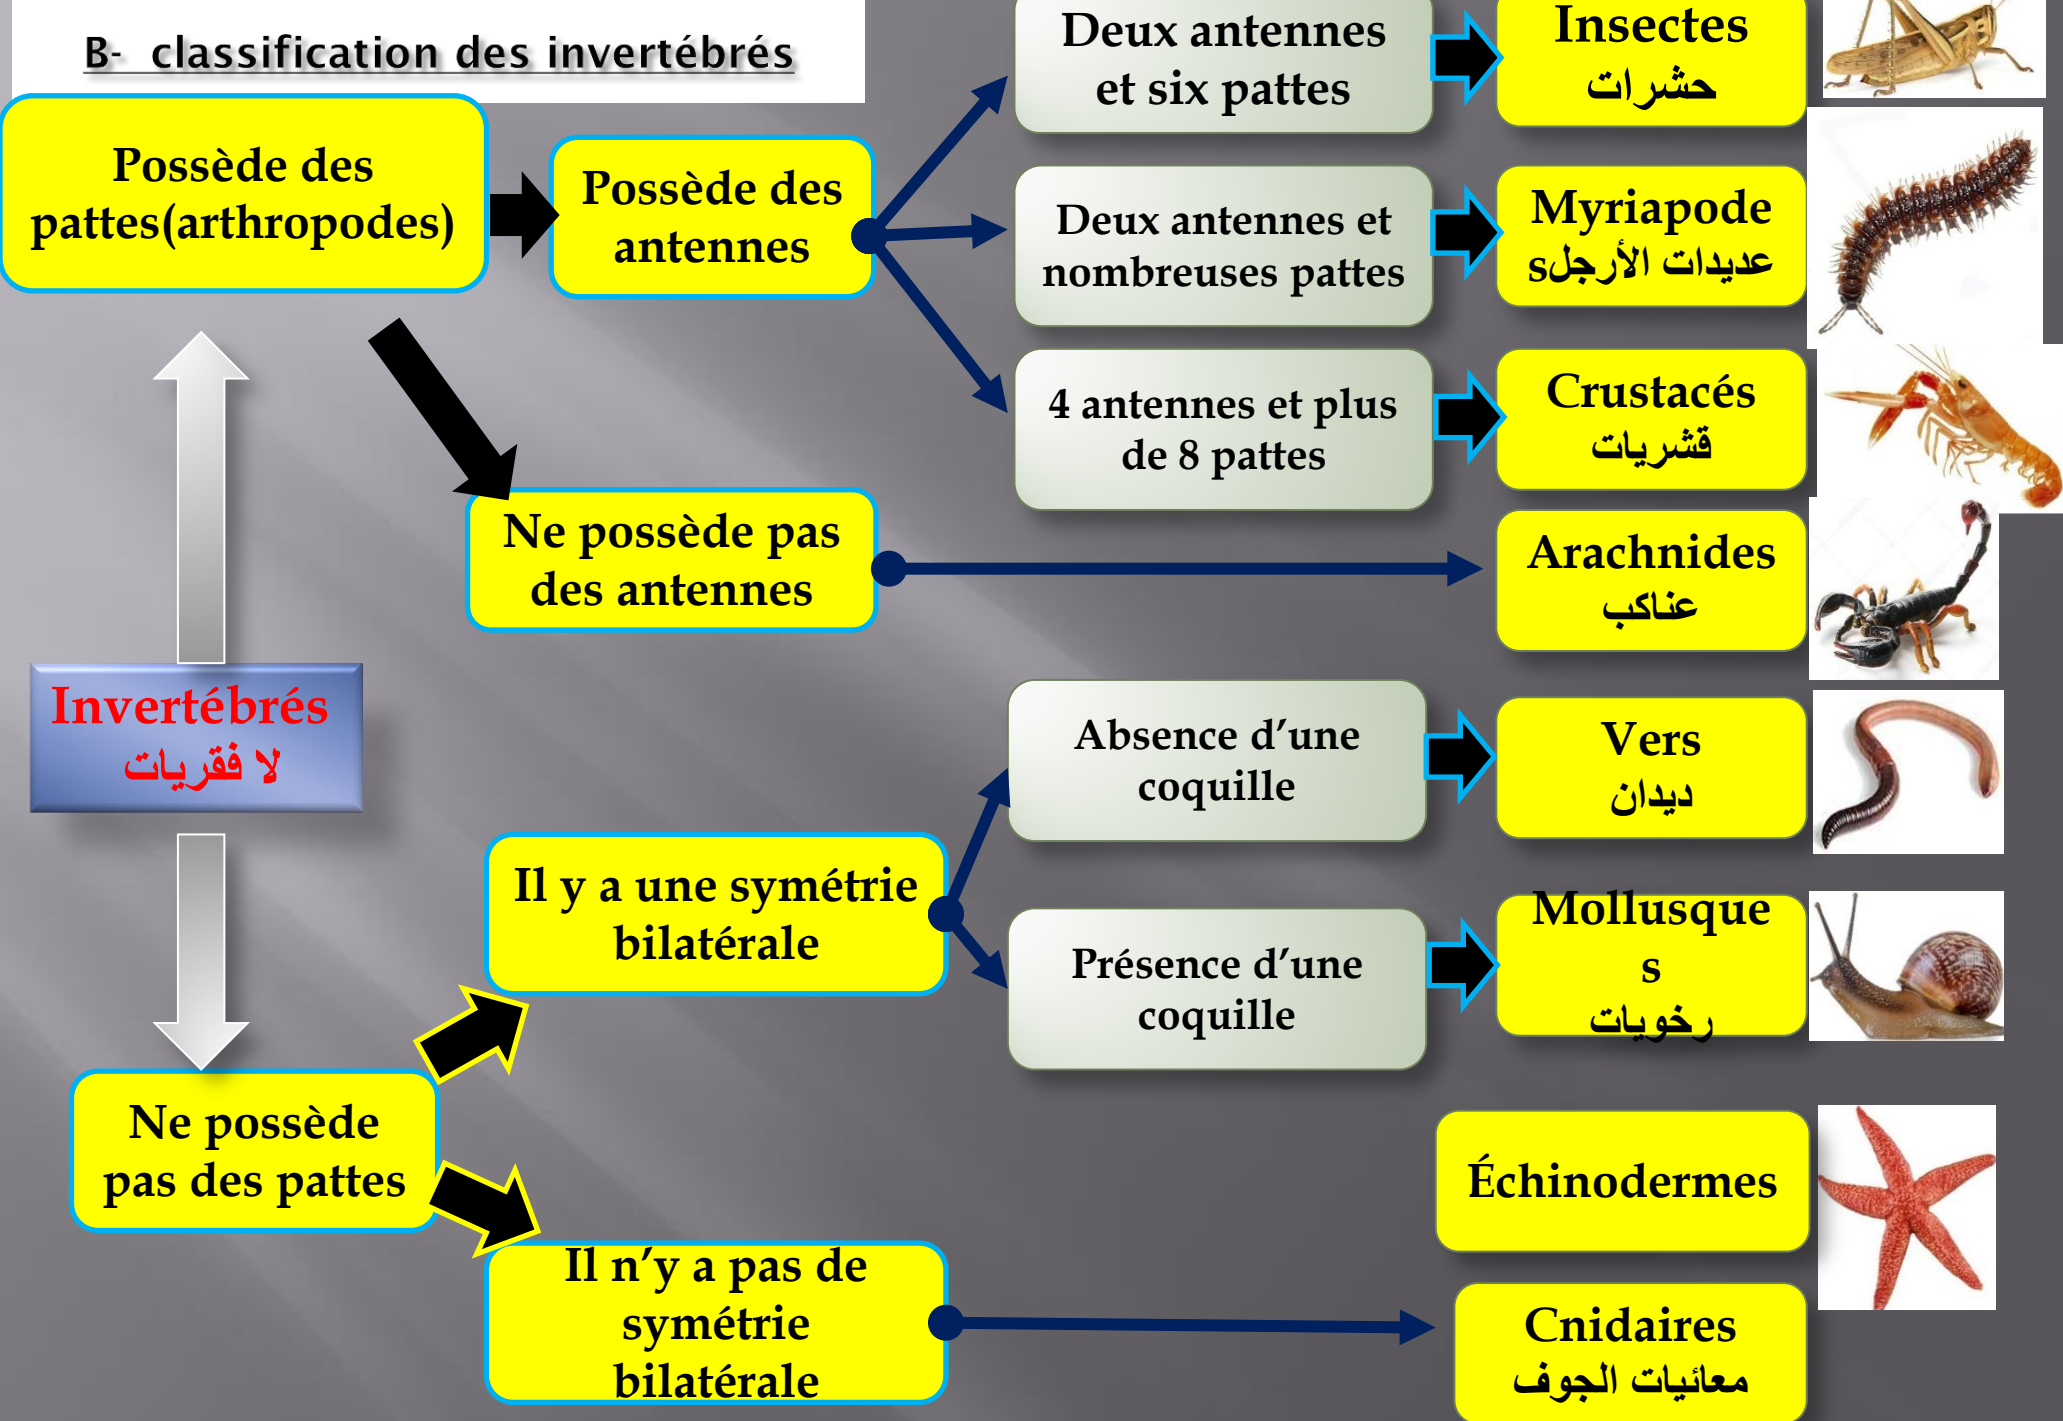 B- classification des invertébrés
Possède des
pattes(arthropodes)
Possède des
antennes
Deux antennes
et six pattes
Insectes
حشرات
Deux antennes et
nombreuses pattes
Myriapode
sعديدات الأرجل
4 antennes et plus
de 8 pattes
Crustacés
قشريات
Ne possède pas
des antennes
Arachnides
عناكب
Invertébrés
لا فقريات
Absence d’une
coquille
Vers
ديدان
Il y a une symétrie
bilatérale
Présence d’une
coquille
Mollusque
s
رخويات
Ne possède
pas des pattes
Échinodermes
Il n’y a pas de
symétrie
bilatérale
Cnidaires
معائيات الجوف